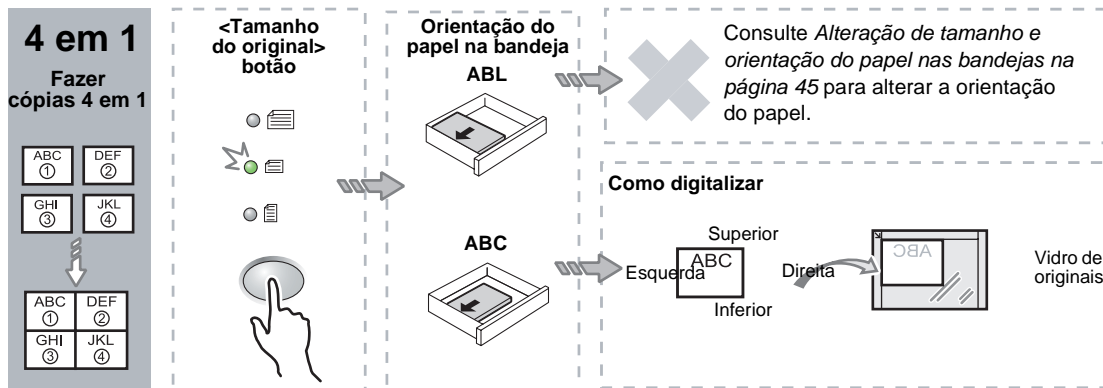 4 em 1
Fazer
cópias 4 em 1
ABC
①
DEF
②
GHI
③
JKL
④
ABC
①
DEF
②
GHI
③
JKL
④
<Tamanho
do original>
botão
Orientação do
papel na bandeja
ABL
ABC
Consulte Alteração de tamanho e
orientação do papel nas bandejas na
página 45 para alterar a orientação
do papel.
Como digitalizar
Superior
Esquerda
ABC
Direita
Inferior
ABC
Vidro de
originais